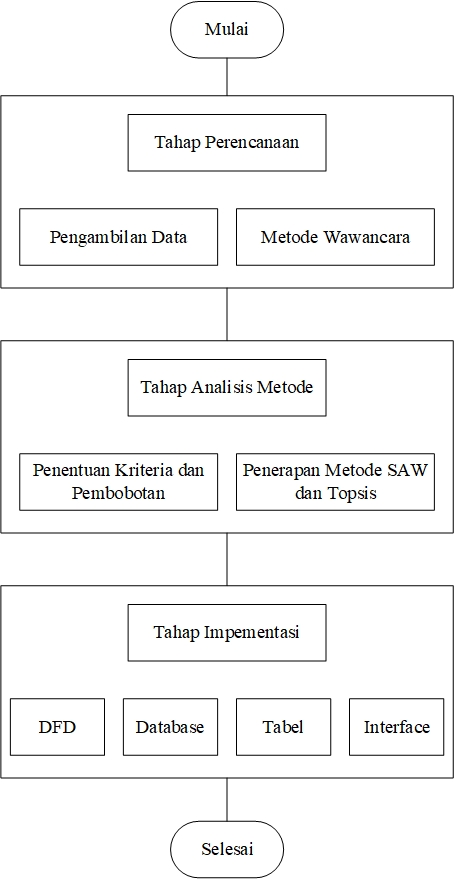 Mulai
Tahap Perencanaan
Pengambilan Data
Metode Wawancara
Tahap Analisis Metode
Penentuan Kriteria dan
Pembobotan
Penerapan Metode SAW
dan Topsis
Tahap Impementasi
DFD
Database
Tabel
Interface
Selesai